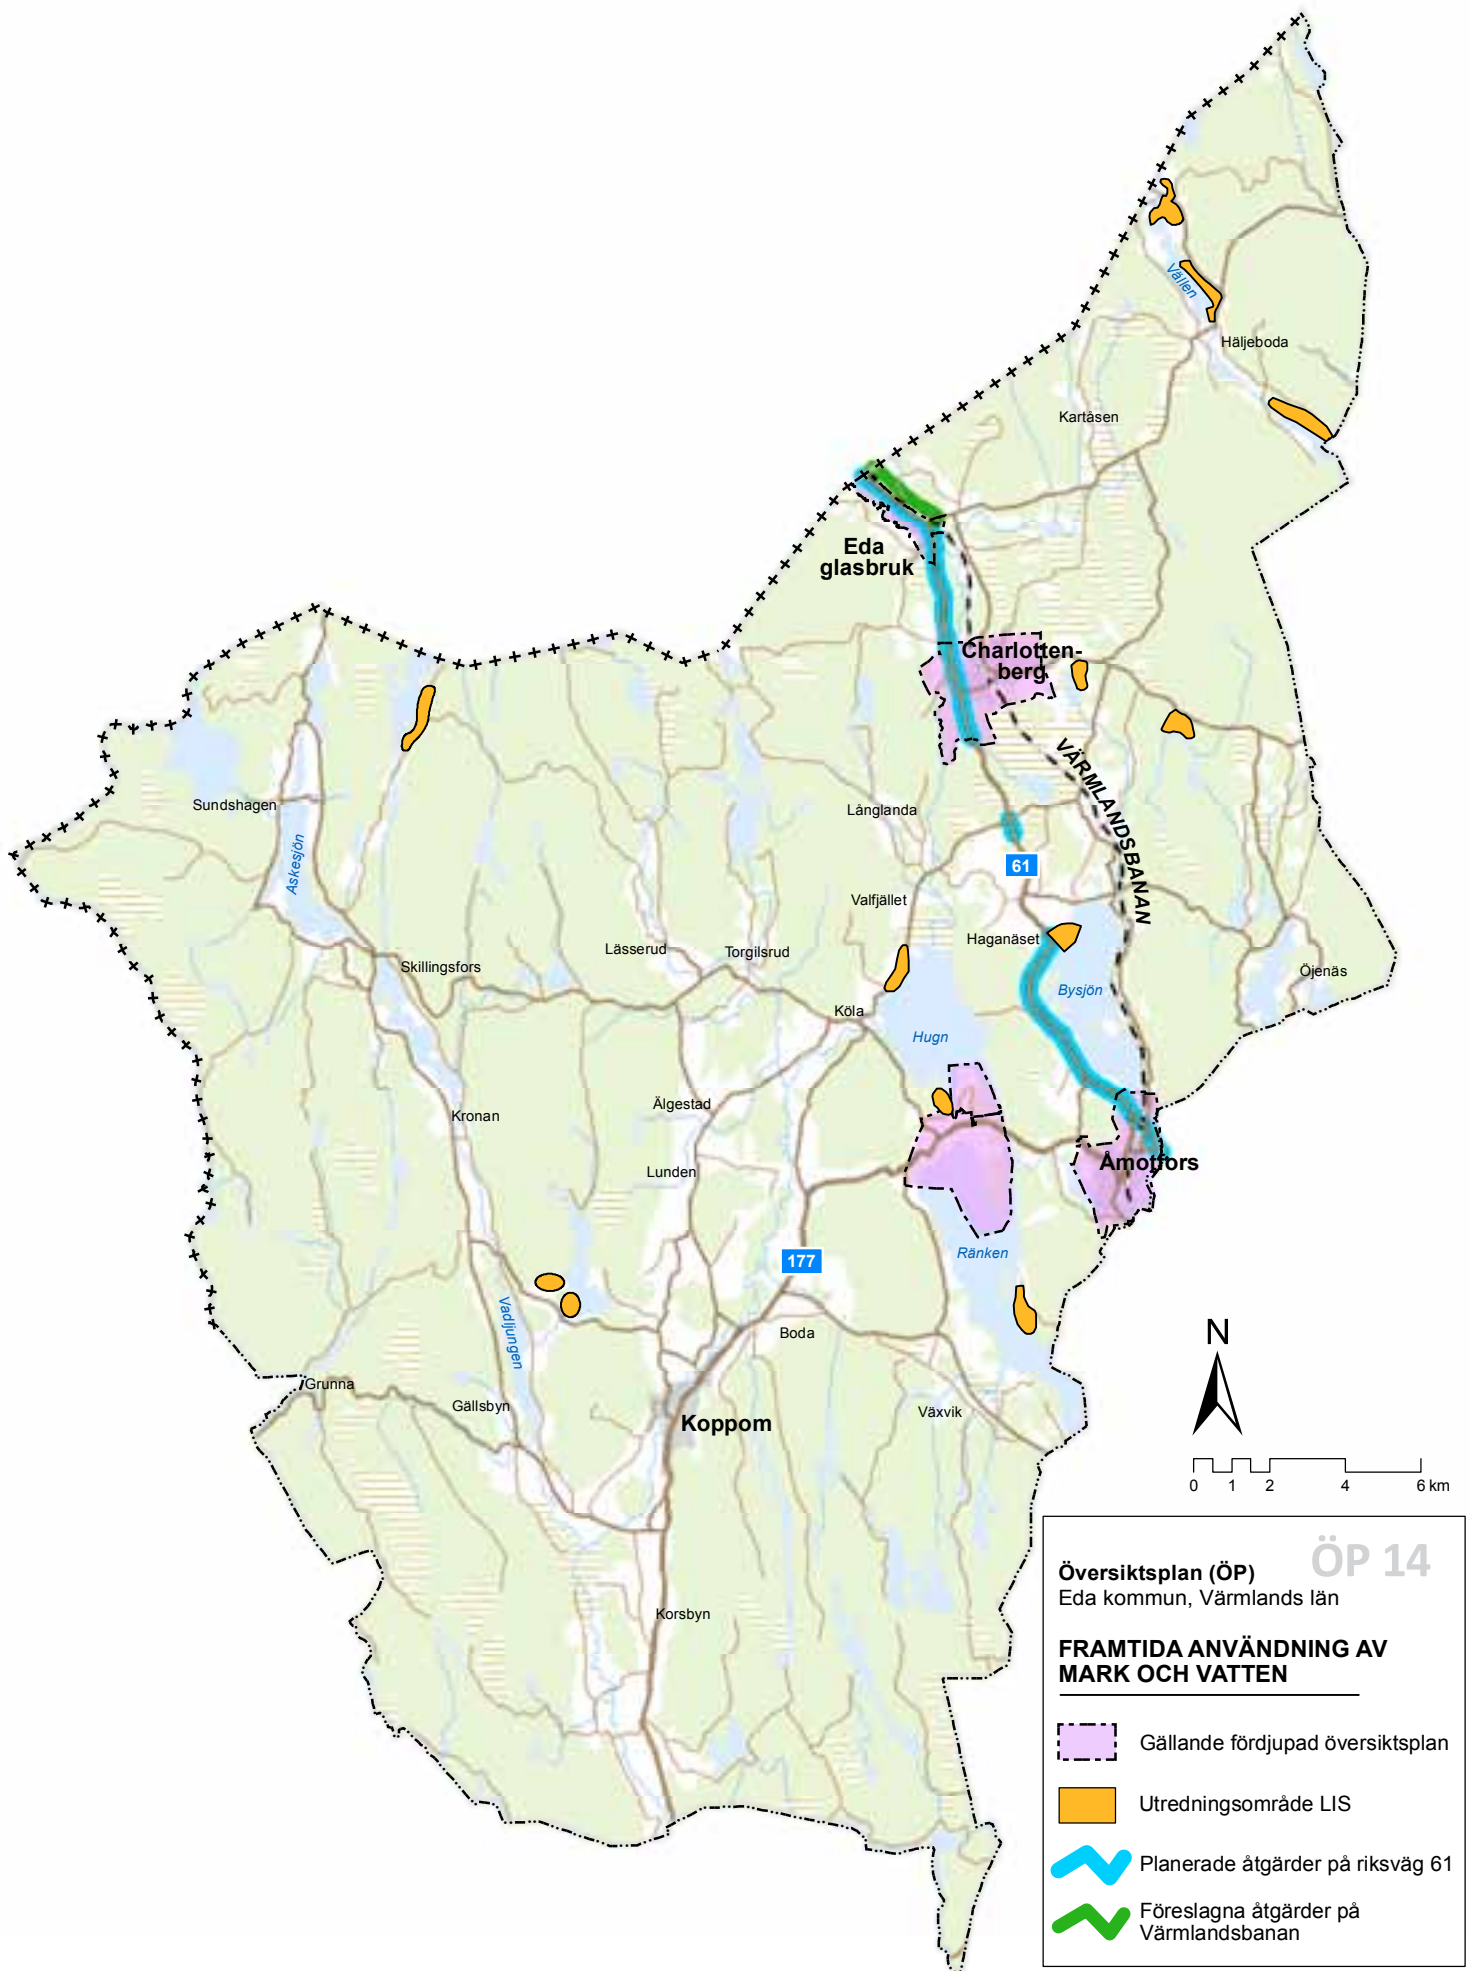 Vällen
Häljeboda
Kartåsen
Eda
glasbruk
Charlotten-
berg
VÄRMLANDSBANAN
Sundshagen
Askesjön
Långlanda
61
Valfjället
Haganäset
Lässerud
Torgilsrud
Skillingsfors
Öjenäs
Bysjön
Köla
Hugn
Älgestad
Kronan
Lunden
Åmotfors
Ränken
177
Vadljungen
Boda
Grunna
Gällsbyn
Växvik
Koppom
Korsbyn
N
0 1 2 4 6 km
ÖP 14
Översiktsplan (ÖP)
Eda kommun, Värmlands län
FRAMTIDA ANVÄNDNING AV
MARK OCH VATTEN
Gällande fördjupad översiktsplan
Utredningsområde LIS
Planerade åtgärder på riksväg 61
Föreslagna åtgärder på
Värmlandsbanan